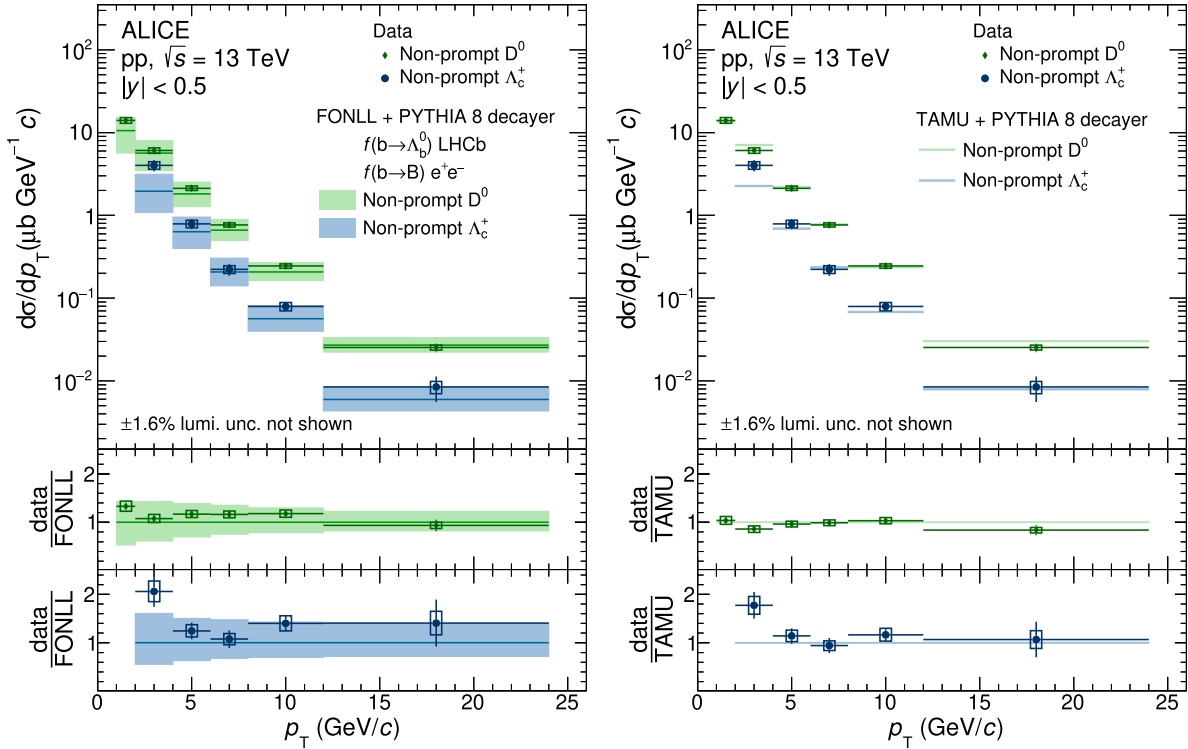 ALICE
pp, √s = 13 TeV
|y| < 0.5
Data
Non-prompt D⁰
Non-prompt Λc⁺
FONLL + PYTHIA 8 decayer
f(b→Λb⁰) LHCb
f(b→B) e⁺e⁻
Non-prompt D⁰
Non-prompt Λc⁺
dσ/dpT(μb GeV⁻¹ c)
10²
10
1
10⁻¹
10⁻²
±1.6% lumi. unc. not shown
data
FONLL
2
1
data
FONLL
2
1
0 5 10 15 20 25
pT (GeV/c)
ALICE
pp, √s = 13 TeV
|y| < 0.5
Data
Non-prompt D⁰
Non-prompt Λc⁺
TAMU + PYTHIA 8 decayer
Non-prompt D⁰
Non-prompt Λc⁺
dσ/dpT(μb GeV⁻¹ c)
10²
10
1
10⁻¹
10⁻²
±1.6% lumi. unc. not shown
data
TAMU
2
1
data
TAMU
2
1
0 5 10 15 20 25
pT (GeV/c)